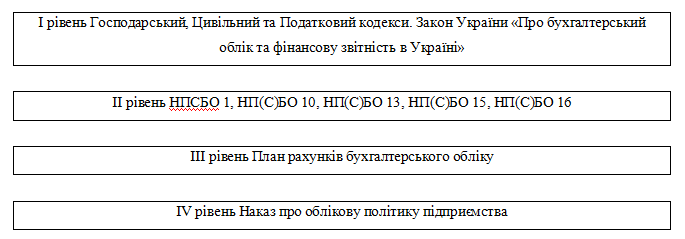 І рівень Господарський, Цивільний та Податковий кодекси. Закон України «Про бухгалтерський
облік та фінансову звітність в Україні»
ІІ рівень НПСБО 1, НП(С)БО 10, НП(С)БО 13, НП(С)БО 15, НП(С)БО 16
ІІІ рівень План рахунків бухгалтерського обліку
IV рівень Наказ про облікову політику підприємства